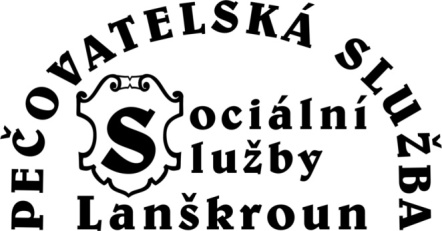 PEČOVATELSKÁ SLUŽBA
Sociální
Služby
Lanškroun